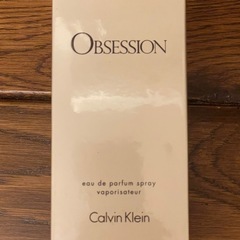 OBSESSION
eau de parfum spray
vaporisateur
Calvin Klein